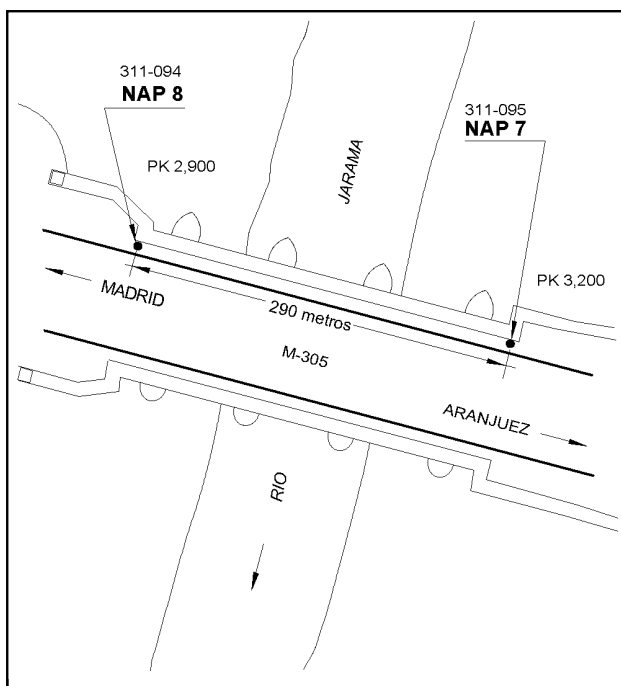 311-094
NAP 8
311-095
NAP 7
PK 2,900
JARAMA
PK 3,200
MADRID
290 metros
M-305
ARANJUEZ
RIO